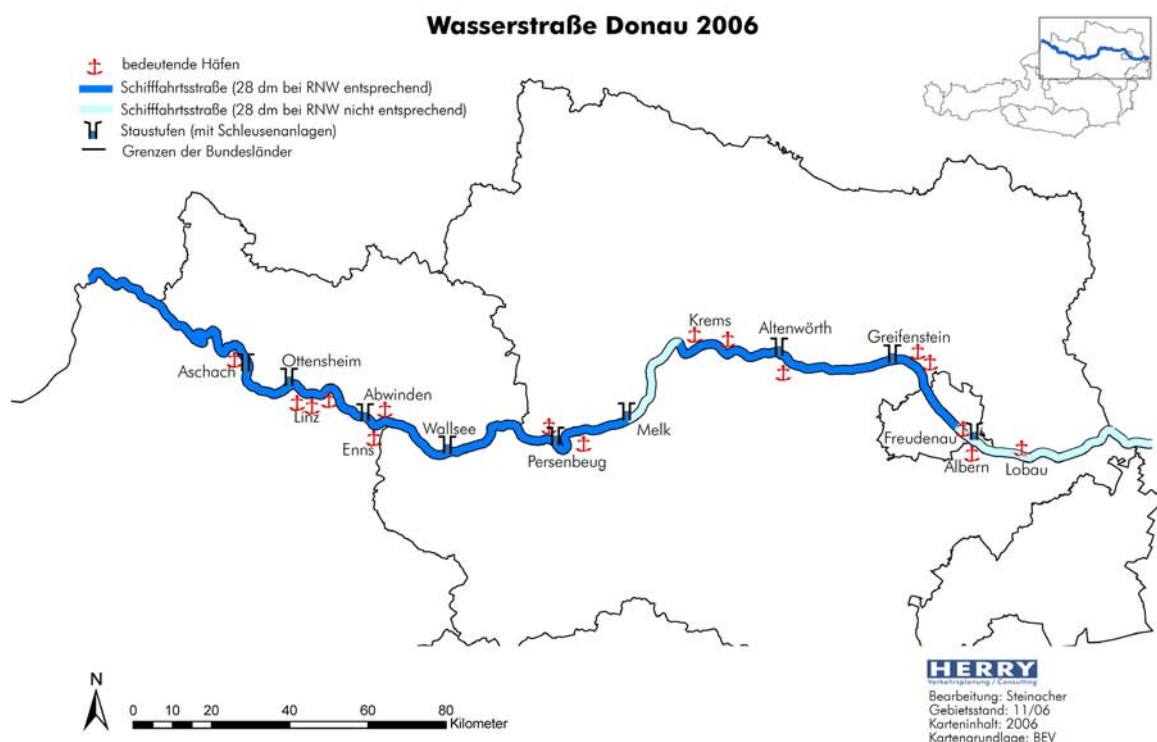 Wasserstraße Donau 2006
bedeutende Häfen
Schifffahrtsstraße (28 dm bei RNW entsprechend)
Schifffahrtsstraße (28 dm bei RNW nicht entsprechend)
Staustufen (mit Schleusenanlagen)
Grenzen der Bundesländer
Krems
Altenwörth
Greifenstein
Aschach
Ottensheim
Abwinden
Linz
Wallsee
Melk
Enns
Persenbeug
Freudenau
Albern
Lobau
N
0 10 20 40 60 80
Kilometer
HERRY
Verkehrsplanung / Consulting
Bearbeitung: Steinacher
Gebietsstand: 11/06
Karteninhalt: 2006
Kartengrundlage: BEV